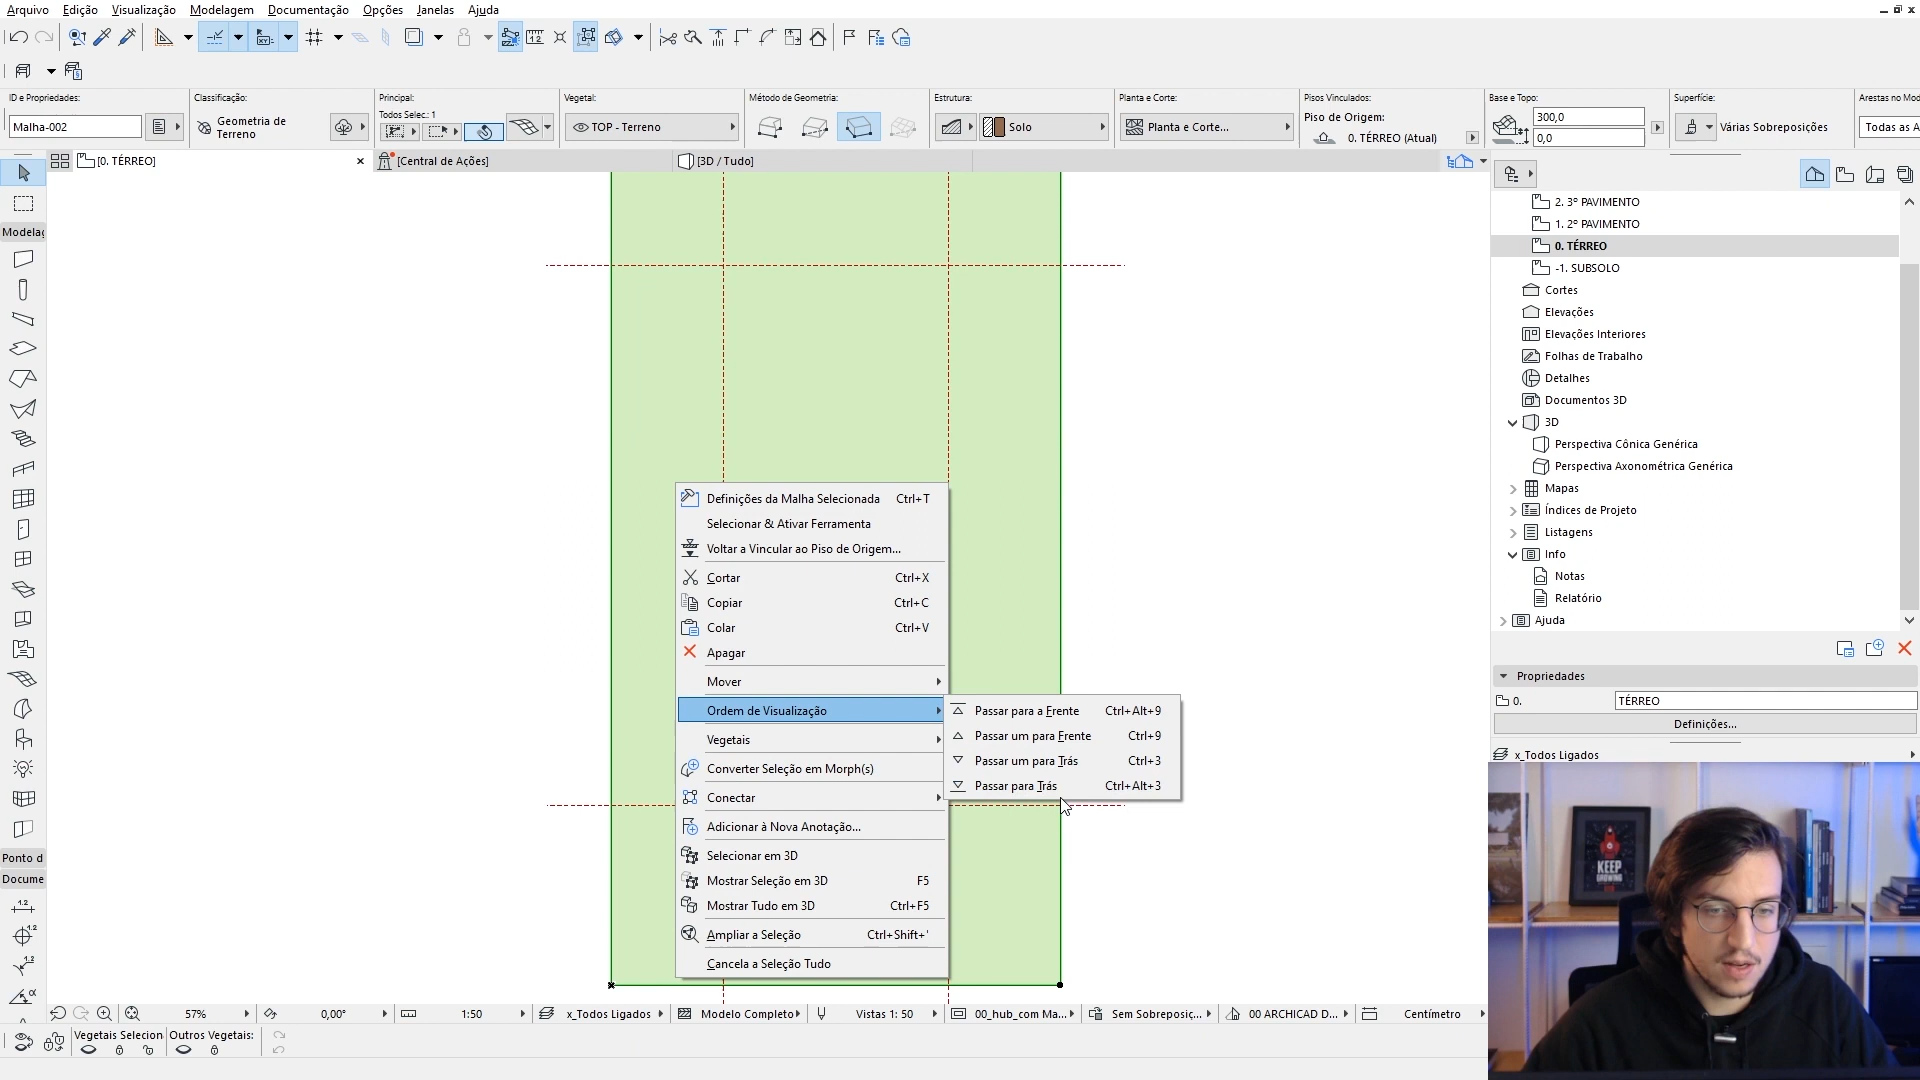 Arquivo Edição Visualização Modelagem Documentação Opções Janelas Ajuda
ID e Propriedades: Classificação: Principal: Vegetal: Método de Geometria: Estrutura: Planta e Corte: Pisos Vinculados: Base e Topo: Superfície: Arestas no Mod
Todos Selec.: 1
Malha-002
Geometria de Terreno
TOP - Terreno
Solo
Planta e Corte...
Piso de Origem:
0. TÉRREO (Atual)
300,0
0,0
Várias Sobreposições
Todas as A
[0. TÉRREO]
[Central de Ações]
[3D / Tudo]
Modelaç
Ponto d
Docume
2. 3º PAVIMENTO
1. 2º PAVIMENTO
0. TÉRREO
-1. SUBSOLO
Cortes
Elevações
Elevações Interiores
Folhas de Trabalho
Detalhes
Documentos 3D
3D
Perspectiva Cônica Genérica
Perspectiva Axonométrica Genérica
Mapas
Índices de Projeto
Listagens
Info
Notas
Relatório
Ajuda
Propriedades
0. TÉRREO
Definições...
x_Todos Ligados
Definições da Malha Selecionada Ctrl+T
Selecionar & Ativar Ferramenta
Voltar a Vincular ao Piso de Origem...
Cortar Ctrl+X
Copiar Ctrl+C
Colar Ctrl+V
Apagar
Mover
Ordem de Visualização
Vegetais
Converter Seleção em Morph(s)
Conectar
Adicionar à Nova Anotação...
Selecionar em 3D
Mostrar Seleção em 3D F5
Mostrar Tudo em 3D Ctrl+F5
Ampliar a Seleção Ctrl+Shift+'
Cancela a Seleção Tudo
Passar para a Frente Ctrl+Alt+9
Passar um para Frente Ctrl+9
Passar um para Trás Ctrl+3
Passar para Trás Ctrl+Alt+3
KEEP
GROWING
57% 0,00° 1:50 x_Todos Ligados Modelo Completo Vistas 1: 50 00_hub_com Ma... Sem Sobreposiç... 00 ARCHICAD D... Centímetro
Vegetais Selecion Outros Vegetais: